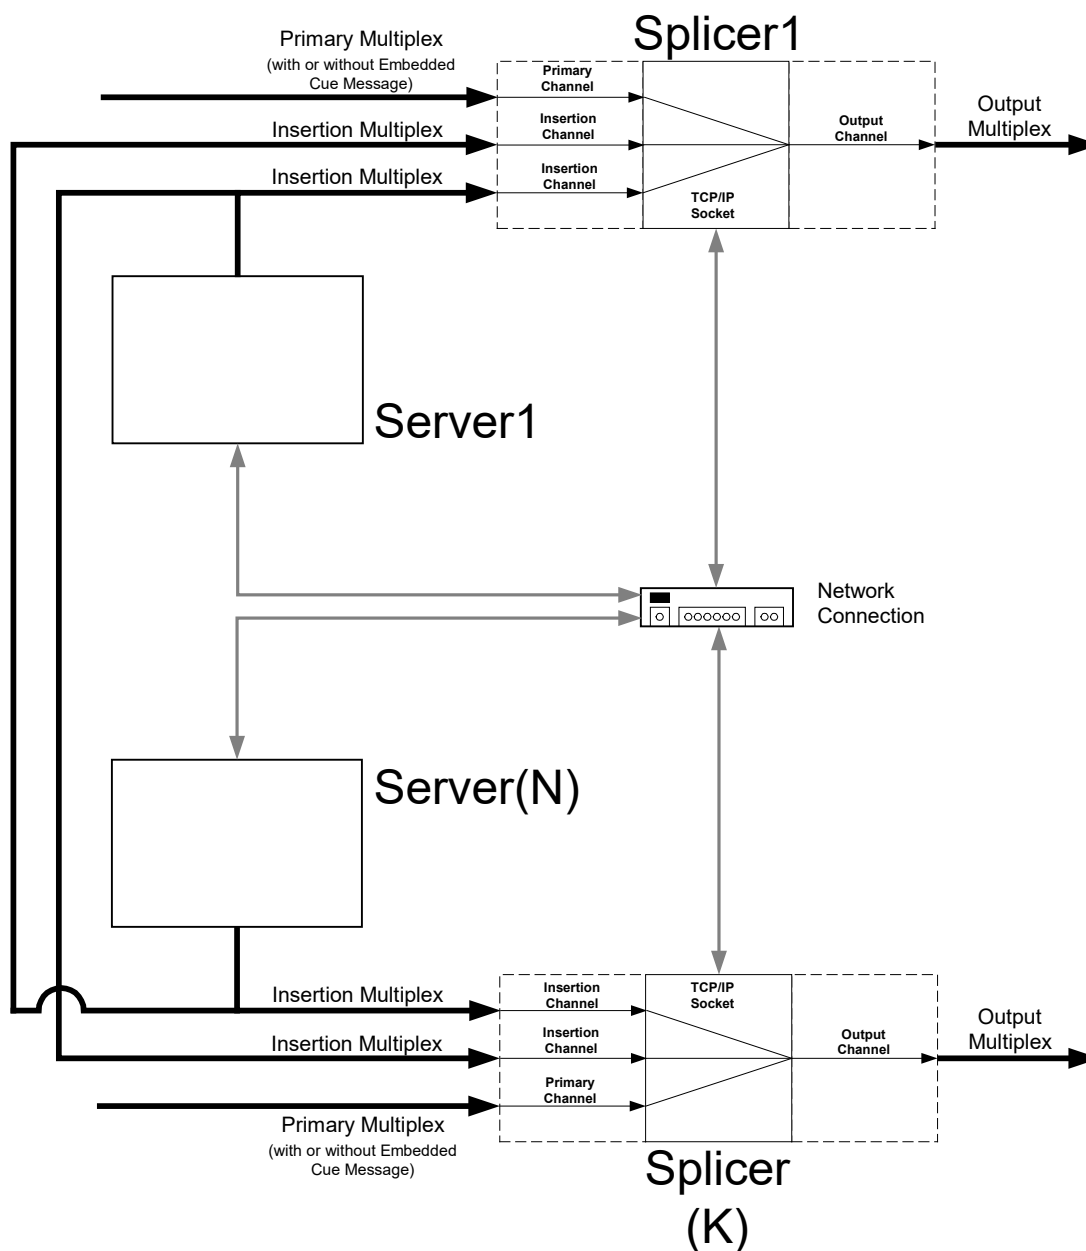 Splicer1
Primary Multiplex
(with or without Embedded
Cue Message)
Primary
Channel
Insertion Multiplex
Insertion
Channel
Output
Channel
Output
Multiplex
Insertion Multiplex
Insertion
Channel
TCP/IP
Socket
Server1
Network
Connection
Server(N)
Insertion Multiplex
Insertion
Channel
TCP/IP
Socket
Insertion Multiplex
Insertion
Channel
Output
Channel
Output
Multiplex
Primary
Channel
Primary Multiplex
(with or without Embedded
Cue Message)
Splicer
(K)